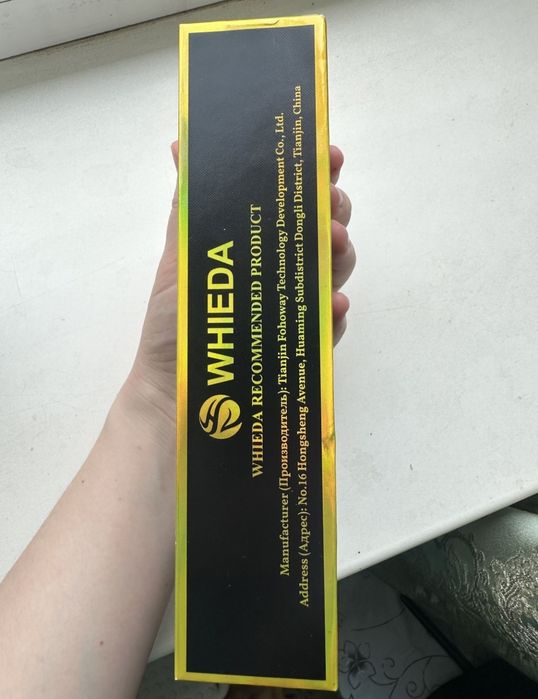 WHIEDA
WHIEDA RECOMMENDED PRODUCT
Manufacturer (Производитель): Tianjin Fohoway Technology Development Co., Ltd.
Address (Адрес): No.16 Hongsheng Avenue, Huaming Subdistrict Dongli District, Tianjin, China